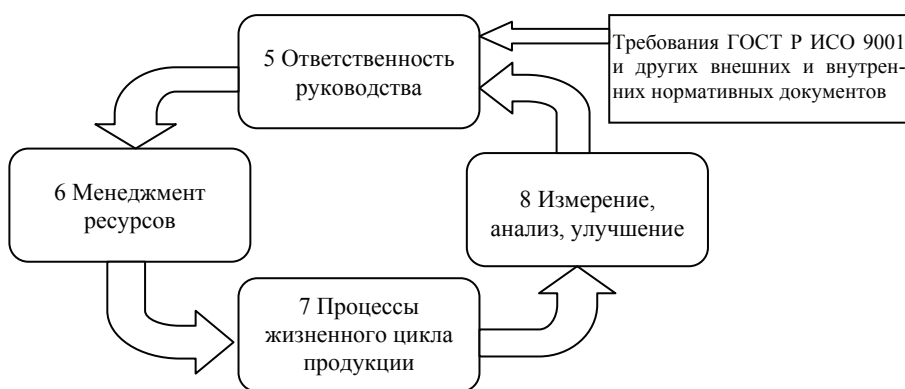 5 Ответственность
руководства
Требования ГОСТ Р ИСО 9001
и других внешних и внутрен-
них нормативных документов
6 Менеджмент
ресурсов
8 Измерение,
анализ, улучшение
7 Процессы
жизненного цикла
продукции